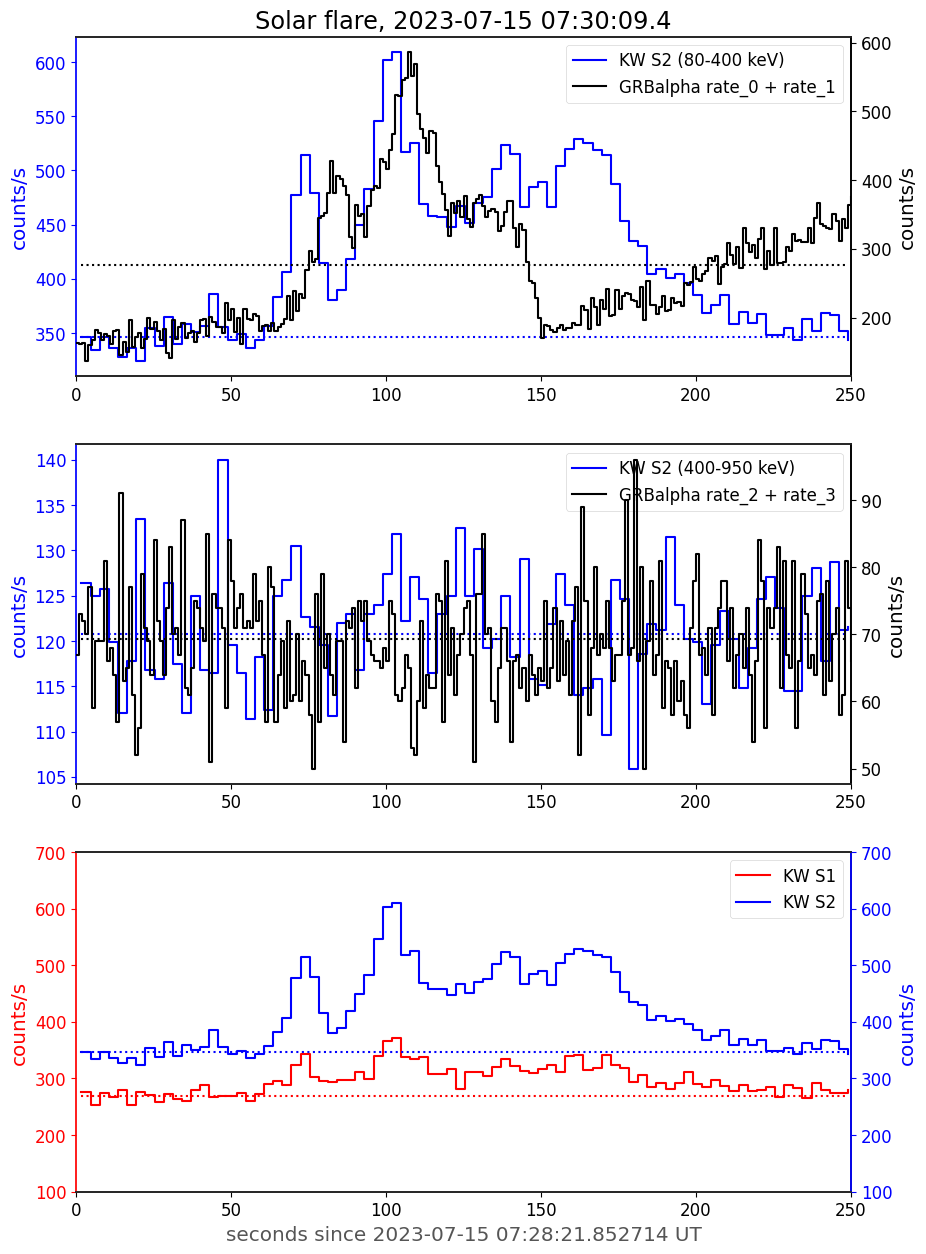 Solar flare, 2023-07-15 07:30:09.4
KW S2 (80-400 keV)
GRBalpha rate_0 + rate_1
600
550
500
450
400
350
counts/s
600
500
400
300
200
counts/s
0 50 100 150 200 250
KW S2 (400-950 keV)
GRBalpha rate_2 + rate_3
140
135
130
125
120
115
110
105
counts/s
90
80
70
60
50
counts/s
0 50 100 150 200 250
KW S1
KW S2
700
600
500
400
300
200
100
counts/s
700
600
500
400
300
200
100
counts/s
0 50 100 150 200 250
seconds since 2023-07-15 07:28:21.852714 UT